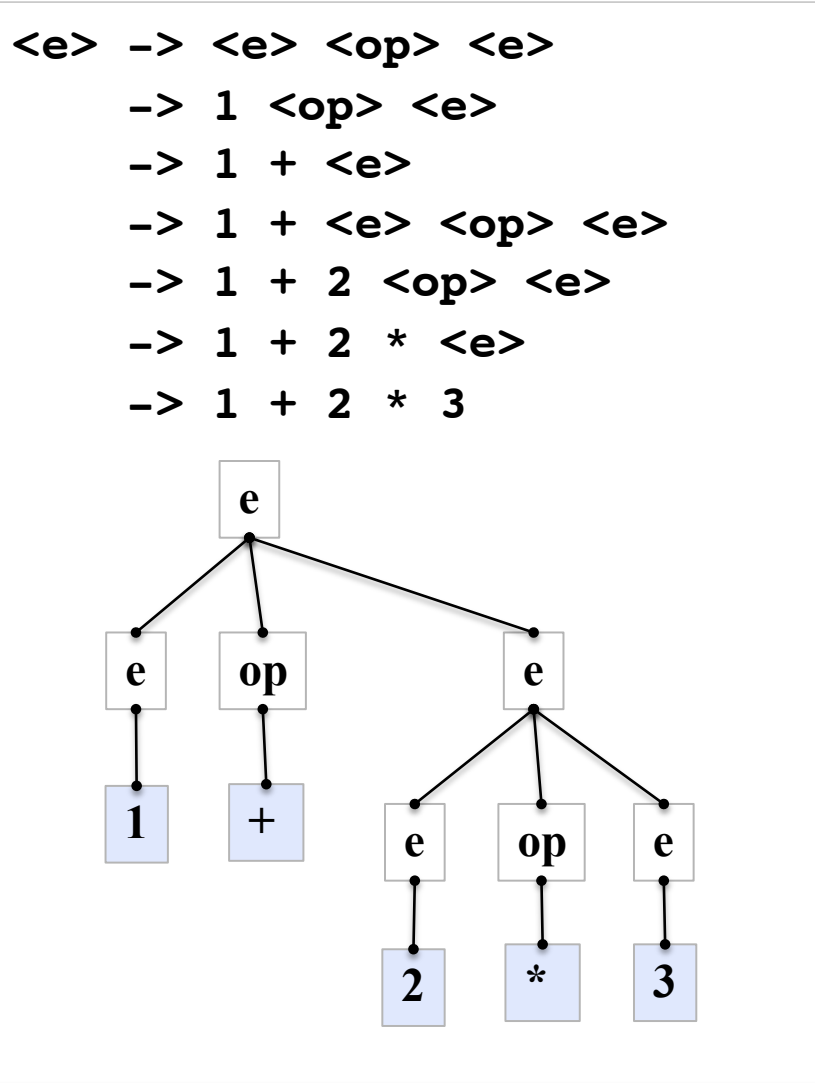 <e> -> <e> <op> <e>
-> 1 <op> <e>
-> 1 + <e>
-> 1 + <e> <op> <e>
-> 1 + 2 <op> <e>
-> 1 + 2 * <e>
-> 1 + 2 * 3
e
e op e
1 +
e op e
2 * 3